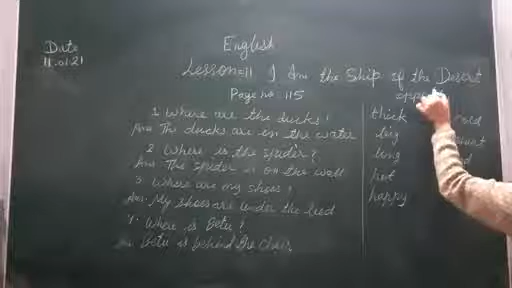 English
Date
11.01.21
Lesson=11 I Am the Ship of the Desert
Page no=115
1. Where are the ducks?
Ans The ducks are in the water
2. Where is the spider?
Ans The spider is on the wall
3. Where are my shoes?
Ans. My shoes are under the bed
4. Where is Betu?
Ans. Betu is behind the chair.
thick
big
long
hot
happy